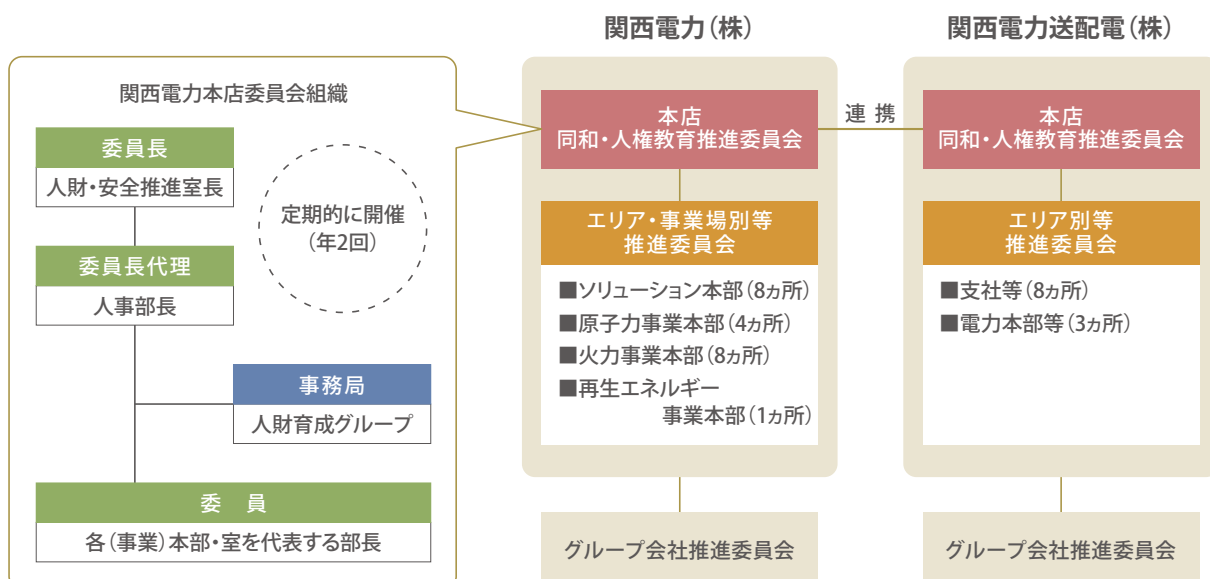 関西電力本店委員会組織
委員長
人財・安全推進室長
定期的に開催
(年2回)
委員長代理
人事部長
事務局
人財育成グループ
委 員
各(事業)本部・室を代表する部長
関西電力(株)
本店
同和・人権教育推進委員会
連 携
エリア・事業場別等
推進委員会
■ソリューション本部(8ヵ所)
■原子力事業本部(4ヵ所)
■火力事業本部(8ヵ所)
■再生エネルギー
事業本部(1ヵ所)
グループ会社推進委員会
関西電力送配電(株)
本店
同和・人権教育推進委員会
エリア別等
推進委員会
■支社等(8ヵ所)
■電力本部等(3ヵ所)
グループ会社推進委員会